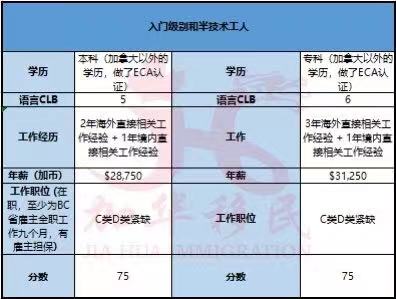 入门级别和半技术工人
学历
本科（加拿大以外的
学历，做了ECA认
证）
学历
专科（加拿大以外的
学历，做了ECA认
证）
语言CLB
5
语言CLB
6
工作经历
2年海外直接相关工
作经验 + 1年境内直
接相关工作经验
工作
3年海外直接相关工
作经验 + 1年境内
直接相关工作经验
年薪（加币）
$28,750
年薪
$31,250
工作职位 (在
职，至少为BC
省雇主全职工
作九个月，有
雇主担保）
C类D类紧缺
工作职位
C类D类紧缺
分数
75
分数
75
加华移民
JIA HUA IMMIGRATION